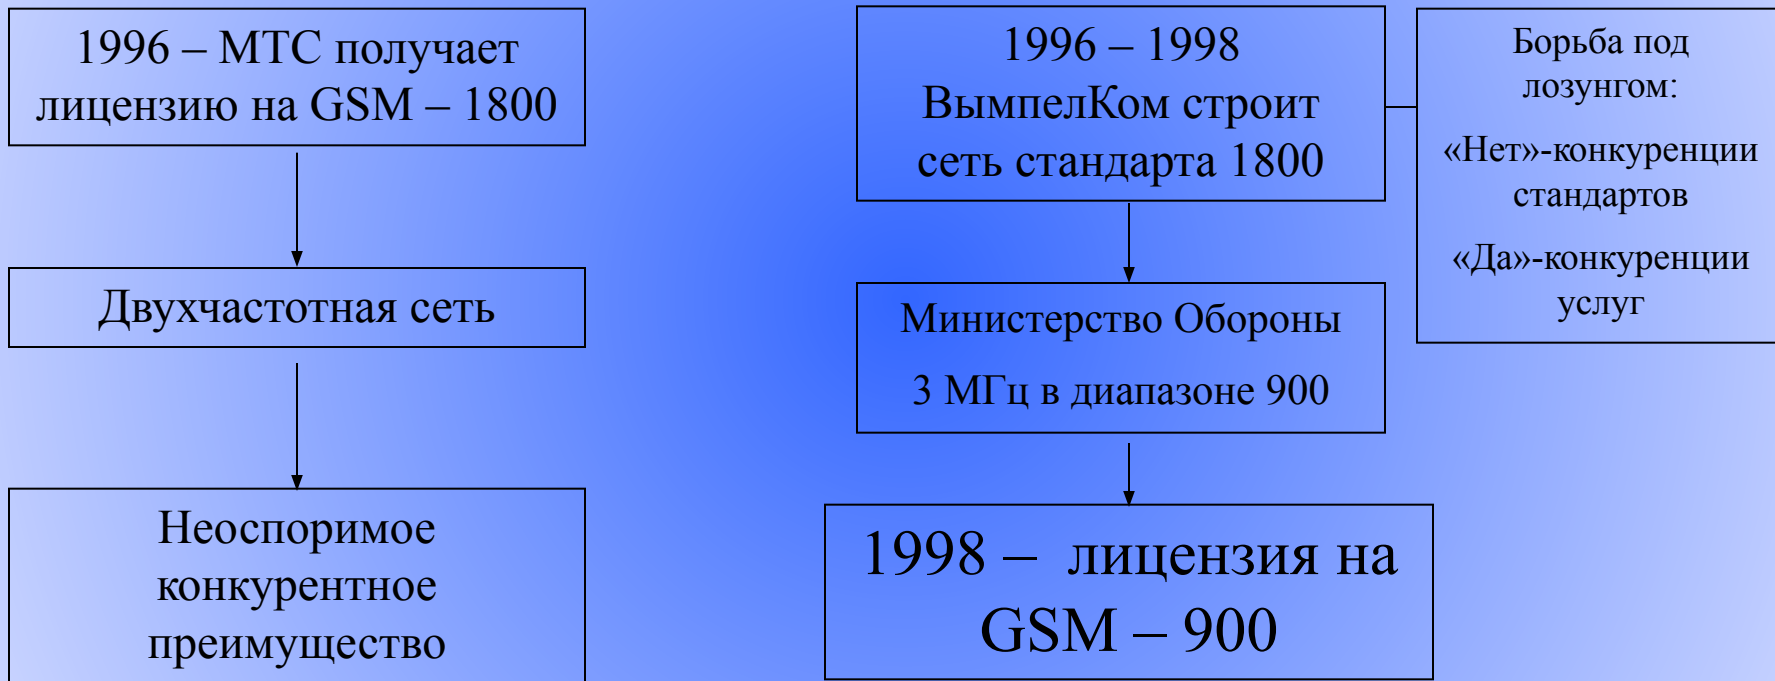 1996 – МТС получает
лицензию на GSM – 1800
Двухчастотная сеть
Неоспоримое
конкурентное
преимущество
1996 – 1998
ВымпелКом строит
сеть стандарта 1800
Министерство Обороны
3 МГц в диапазоне 900
1998 – лицензия на
GSM – 900
Борьба под
лозунгом:
«Нет»-конкуренции
стандартов
«Да»-конкуренции
услуг